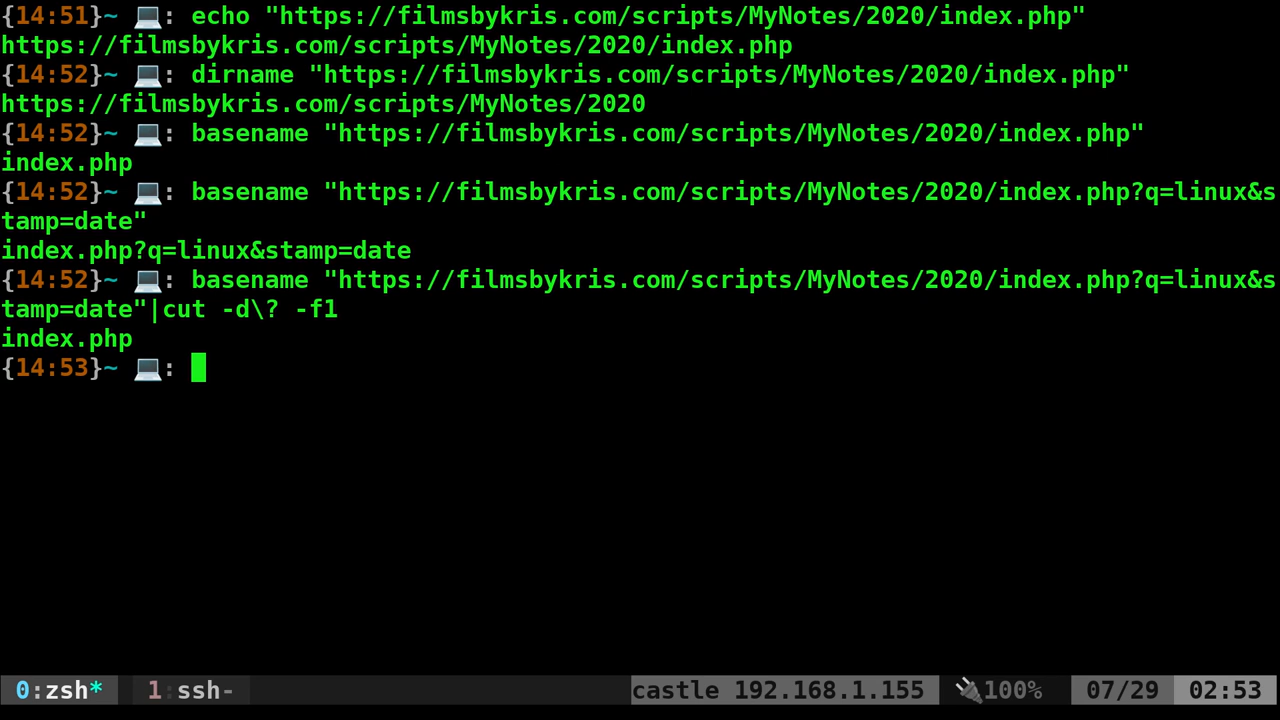 {14:51}~ 💻: echo "https://filmsbykris.com/scripts/MyNotes/2020/index.php"
https://filmsbykris.com/scripts/MyNotes/2020/index.php
{14:52}~ 💻: dirname "https://filmsbykris.com/scripts/MyNotes/2020/index.php"
https://filmsbykris.com/scripts/MyNotes/2020
{14:52}~ 💻: basename "https://filmsbykris.com/scripts/MyNotes/2020/index.php"
index.php
{14:52}~ 💻: basename "https://filmsbykris.com/scripts/MyNotes/2020/index.php?q=linux&s
tamp=date"
index.php?q=linux&stamp=date
{14:52}~ 💻: basename "https://filmsbykris.com/scripts/MyNotes/2020/index.php?q=linux&s
tamp=date"|cut -d\? -f1
index.php
{14:53}~ 💻:
0:zsh* 1:ssh- castle 192.168.1.155 🔌100% 07/29 02:53